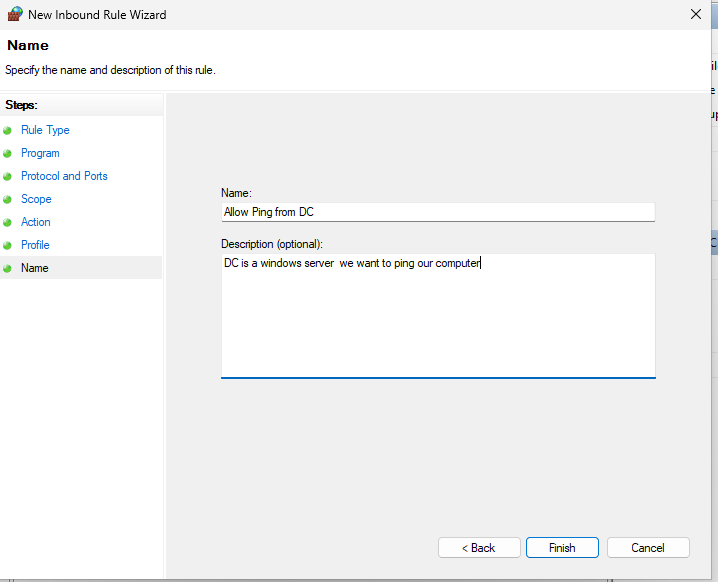 New Inbound Rule Wizard
Name
Specify the name and description of this rule.
Steps:
Rule Type
Program
Protocol and Ports
Scope
Action
Profile
Name
Name:
Allow Ping from DC
Description (optional):
DC is a windows server  we want to ping our computer
< Back
Finish
Cancel